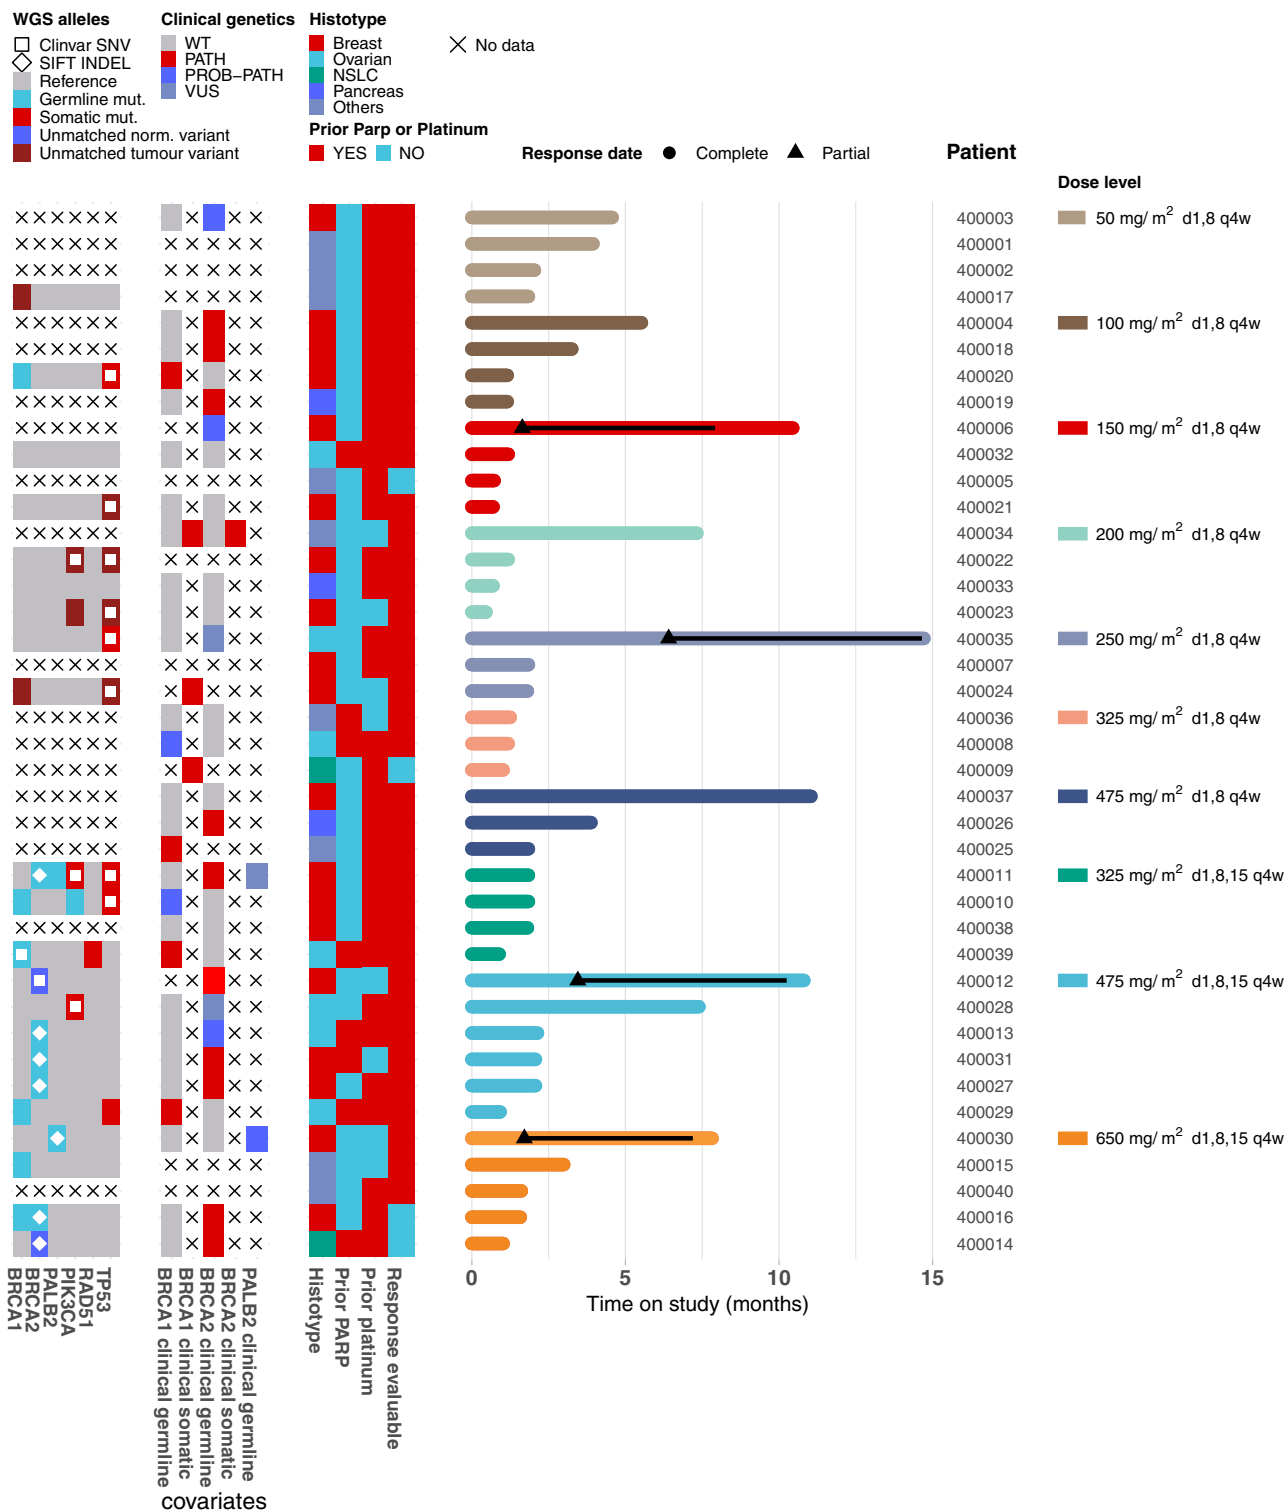 WGS alleles
Clinvar SNV
SIFT INDEL
Reference
Germline mut.
Somatic mut.
Unmatched norm. variant
Unmatched tumour variant
Clinical genetics
WT
PATH
PROB−PATH
VUS
Histotype
Breast
Ovarian
NSLC
Pancreas
Others
No data
Prior Parp or Platinum
YES NO
Response date Complete Partial
Patient
Dose level
400003 50 mg/ m² d1,8 q4w
400001
400002
400017
400004 100 mg/ m² d1,8 q4w
400018
400020
400019
400006 150 mg/ m² d1,8 q4w
400032
400005
400021
400034 200 mg/ m² d1,8 q4w
400022
400033
400023
400035 250 mg/ m² d1,8 q4w
400007
400024
400036 325 mg/ m² d1,8 q4w
400008
400009
400037 475 mg/ m² d1,8 q4w
400026
400025
400011 325 mg/ m² d1,8,15 q4w
400010
400038
400039
400012 475 mg/ m² d1,8,15 q4w
400028
400013
400031
400027
400029
400030 650 mg/ m² d1,8,15 q4w
400015
400040
400016
400014
BRCA1
BRCA2
PALB2
PIK3CA
RAD51
TP53
BRCA1 clinical germline
BRCA1 clinical somatic
BRCA2 clinical germline
BRCA2 clinical somatic
PALB2 clinical germline
Histotype
Prior PARP
Prior platinum
Response evaluable
0 5 10 15
Time on study (months)
covariates